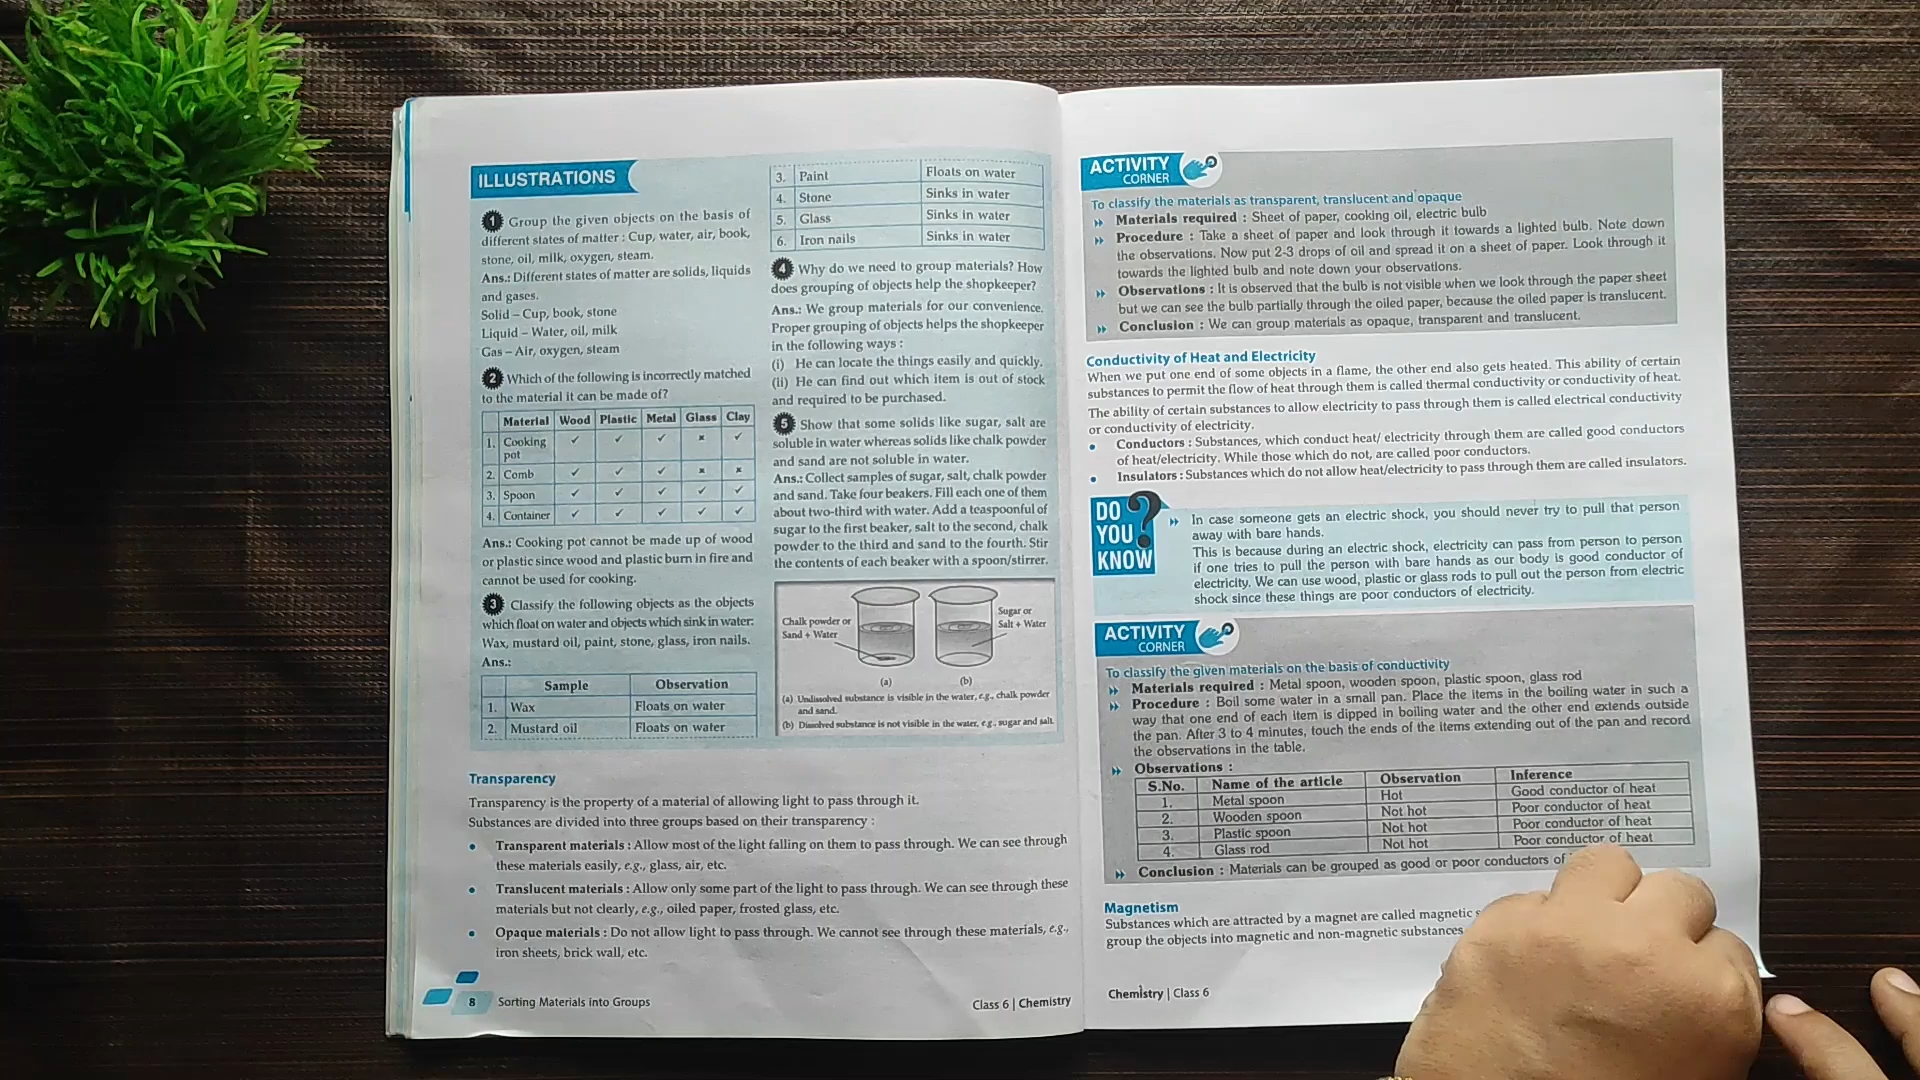 ILLUSTRATIONS
1 Group the given objects on the basis of
different states of matter : Cup, water, air, book,
stone, oil, milk, oxygen, steam.
Ans.: Different states of matter are solids, liquids
and gases.
Solid – Cup, book, stone
Liquid – Water, oil, milk
Gas – Air, oxygen, steam
2 Which of the following is incorrectly matched
to the material it can be made of?
Material Wood Plastic Metal Glass Clay
1. Cooking pot ✓ ✓ ✓ × ✓
2. Comb ✓ ✓ ✓ × ×
3. Spoon ✓ ✓ ✓ ✓ ✓
4. Container ✓ ✓ ✓ ✓ ✓
Ans.: Cooking pot cannot be made up of wood
or plastic since wood and plastic burn in fire and
cannot be used for cooking.
3 Classify the following objects as the objects
which float on water and objects which sink in water:
Wax, mustard oil, paint, stone, glass, iron nails.
Ans.:
Sample Observation
1. Wax Floats on water
2. Mustard oil Floats on water
3. Paint Floats on water
4. Stone Sinks in water
5. Glass Sinks in water
6. Iron nails Sinks in water
4 Why do we need to group materials? How
does grouping of objects help the shopkeeper?
Ans.: We group materials for our convenience.
Proper grouping of objects helps the shopkeeper
in the following ways :
(i) He can locate the things easily and quickly.
(ii) He can find out which item is out of stock
and required to be purchased.
5 Show that some solids like sugar, salt are
soluble in water whereas solids like chalk powder
and sand are not soluble in water.
Ans.: Collect samples of sugar, salt, chalk powder
and sand. Take four beakers. Fill each one of them
about two-third with water. Add a teaspoonful of
sugar to the first beaker, salt to the second, chalk
powder to the third and sand to the fourth. Stir
the contents of each beaker with a spoon/stirrer.
Chalk powder or
Sand + Water
Sugar or
Salt + Water
(a) (b)
(a) Undissolved substance is visible in the water, e.g., chalk powder
and sand.
(b) Dissolved substance is not visible in the water, e.g., sugar and salt.
Transparency
Transparency is the property of a material of allowing light to pass through it.
Substances are divided into three groups based on their transparency :
• Transparent materials : Allow most of the light falling on them to pass through. We can see through
these materials easily, e.g., glass, air, etc.
• Translucent materials : Allow only some part of the light to pass through. We can see through these
materials but not clearly, e.g., oiled paper, frosted glass, etc.
• Opaque materials : Do not allow light to pass through. We cannot see through these materials, e.g.,
iron sheets, brick wall, etc.
8 Sorting Materials into Groups
Class 6 | Chemistry
ACTIVITY
CORNER
To classify the materials as transparent, translucent and opaque
Materials required : Sheet of paper, cooking oil, electric bulb
Procedure : Take a sheet of paper and look through it towards a lighted bulb. Note down
the observations. Now put 2-3 drops of oil and spread it on a sheet of paper. Look through it
towards the lighted bulb and note down your observations.
Observations : It is observed that the bulb is not visible when we look through the paper sheet
but we can see the bulb partially through the oiled paper, because the oiled paper is translucent.
Conclusion : We can group materials as opaque, transparent and translucent.
Conductivity of Heat and Electricity
When we put one end of some objects in a flame, the other end also gets heated. This ability of certain
substances to permit the flow of heat through them is called thermal conductivity or conductivity of heat.
The ability of certain substances to allow electricity to pass through them is called electrical conductivity
or conductivity of electricity.
• Conductors : Substances, which conduct heat/ electricity through them are called good conductors
of heat/electricity. While those which do not, are called poor conductors.
• Insulators : Substances which do not allow heat/electricity to pass through them are called insulators.
DO
YOU
KNOW
?
In case someone gets an electric shock, you should never try to pull that person
away with bare hands.
This is because during an electric shock, electricity can pass from person to person
if one tries to pull the person with bare hands as our body is good conductor of
electricity. We can use wood, plastic or glass rods to pull out the person from electric
shock since these things are poor conductors of electricity.
ACTIVITY
CORNER
To classify the given materials on the basis of conductivity
Materials required : Metal spoon, wooden spoon, plastic spoon, glass rod
Procedure : Boil some water in a small pan. Place the items in the boiling water in such a
way that one end of each item is dipped in boiling water and the other end extends outside
the pan. After 3 to 4 minutes, touch the ends of the items extending out of the pan and record
the observations in the table.
Observations :
S.No. Name of the article Observation Inference
1. Metal spoon Hot Good conductor of heat
2. Wooden spoon Not hot Poor conductor of heat
3. Plastic spoon Not hot Poor conductor of heat
4. Glass rod Not hot Poor conductor of heat
Conclusion : Materials can be grouped as good or poor conductors of
Magnetism
Substances which are attracted by a magnet are called magnetic
group the objects into magnetic and non-magnetic substances
Chemistry | Class 6